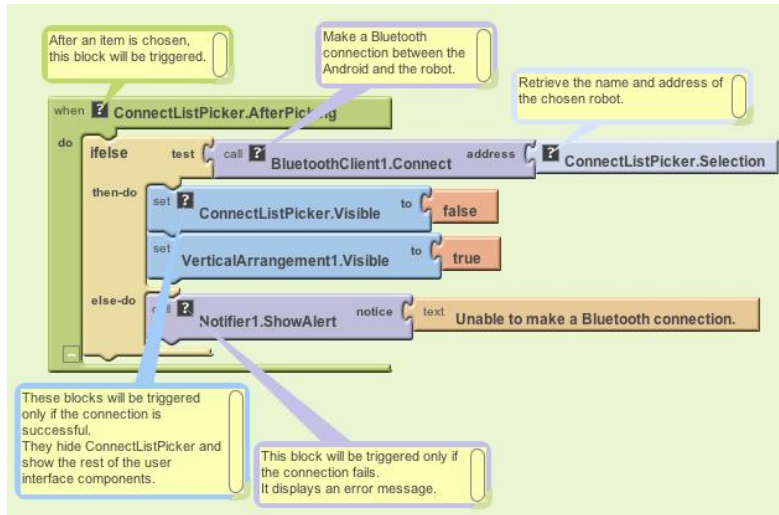 After an item is chosen,
this block will be triggered.
Make a Bluetooth
connection between the
Android and the robot.
Retrieve the name and address of
the chosen robot.
when ? ConnectListPicker.AfterPicking
do
ifelse test call ? BluetoothClient1.Connect address ? ConnectListPicker.Selection
then-do set ? ConnectListPicker.Visible to false
set VerticalArrangement1.Visible to true
else-do call ? Notifier1.ShowAlert notice text Unable to make a Bluetooth connection.
These blocks will be triggered
only if the connection is
successful.
They hide ConnectListPicker and
show the rest of the user
interface components.
This block will be triggered only if
the connection fails.
It displays an error message.